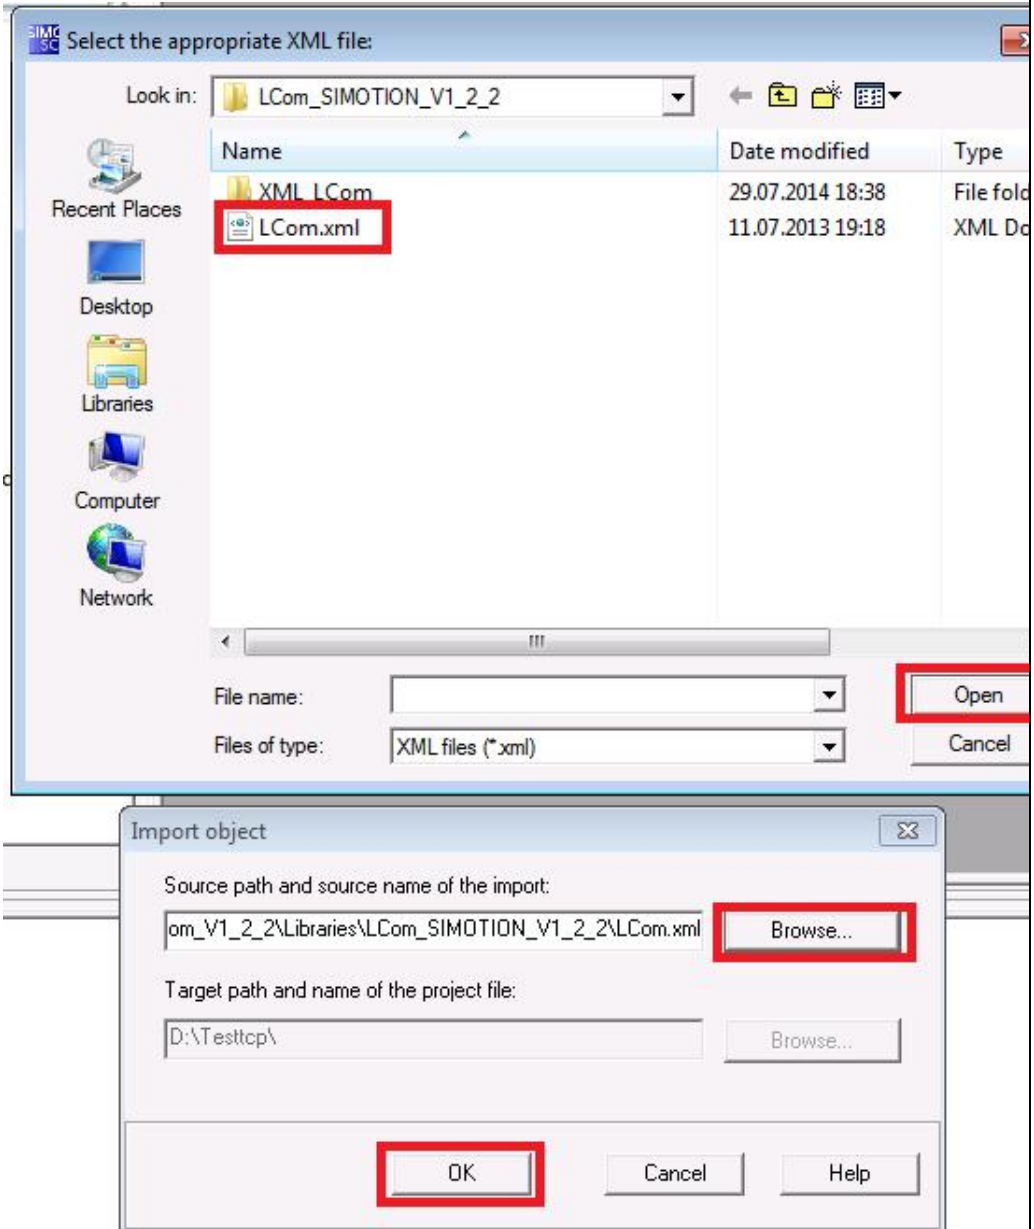 SIMO
SC
Select the appropriate XML file:
Look in: LCom_SIMOTION_V1_2_2
Name Date modified Type
XML_LCom 29.07.2014 18:38 File fold
LCom.xml 11.07.2013 19:18 XML Do
Recent Places
Desktop
Libraries
Computer
Network
File name: Open
Files of type: XML files (*.xml) Cancel
Import object
Source path and source name of the import:
om_V1_2_2\Libraries\LCom_SIMOTION_V1_2_2\LCom.xml Browse...
Target path and name of the project file:
D:\Testtcp\ Browse...
OK Cancel Help